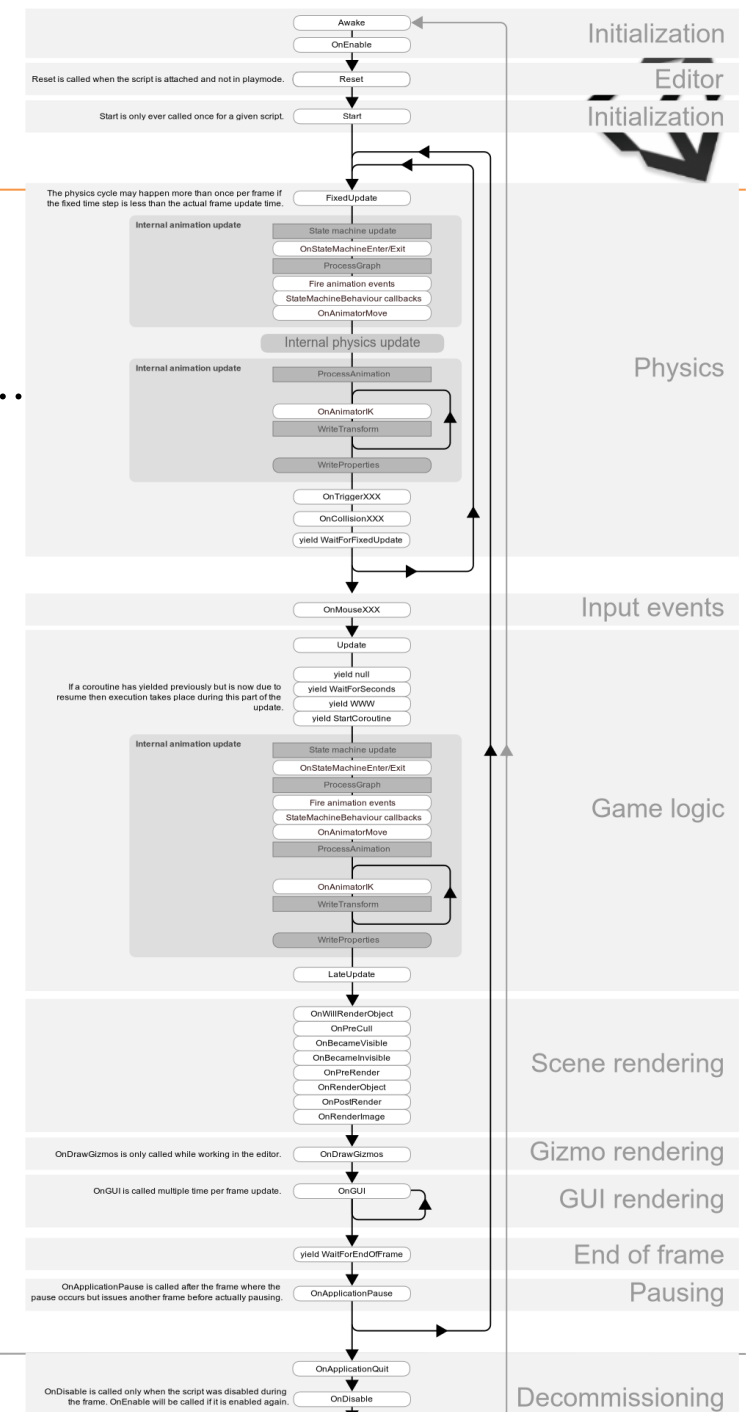 Awake
Initialization
OnEnable
Reset is called when the script is attached and not in playmode.
Reset
Editor
Start is only ever called once for a given script.
Start
Initialization
The physics cycle may happen more than once per frame if
the fixed time step is less than the actual frame update time.
FixedUpdate
Internal animation update
State machine update
OnStateMachineEnter/Exit
ProcessGraph
Fire animation events
StateMachineBehaviour callbacks
OnAnimatorMove
Internal physics update
Physics
Internal animation update
ProcessAnimation
OnAnimatorIK
WriteTransform
WriteProperties
OnTriggerXXX
OnCollisionXXX
yield WaitForFixedUpdate
OnMouseXXX
Input events
Update
yield null
If a coroutine has yielded previously but is now due to
resume then execution takes place during this part of the
update.
yield WaitForSeconds
yield WWW
yield StartCoroutine
Internal animation update
State machine update
OnStateMachineEnter/Exit
ProcessGraph
Fire animation events
StateMachineBehaviour callbacks
OnAnimatorMove
ProcessAnimation
Game logic
OnAnimatorIK
WriteTransform
WriteProperties
LateUpdate
OnWillRenderObject
OnPreCull
OnBecameVisible
OnBecameInvisible
OnPreRender
OnRenderObject
OnPostRender
OnRenderImage
Scene rendering
OnDrawGizmos is only called while working in the editor.
OnDrawGizmos
Gizmo rendering
OnGUI is called multiple time per frame update.
OnGUI
GUI rendering
yield WaitForEndOfFrame
End of frame
OnApplicationPause is called after the frame where the
pause occurs but issues another frame before actually pausing.
OnApplicationPause
Pausing
OnApplicationQuit
OnDisable is called only when the script was disabled during
the frame. OnEnable will be called if it is enabled again.
OnDisable
Decommissioning